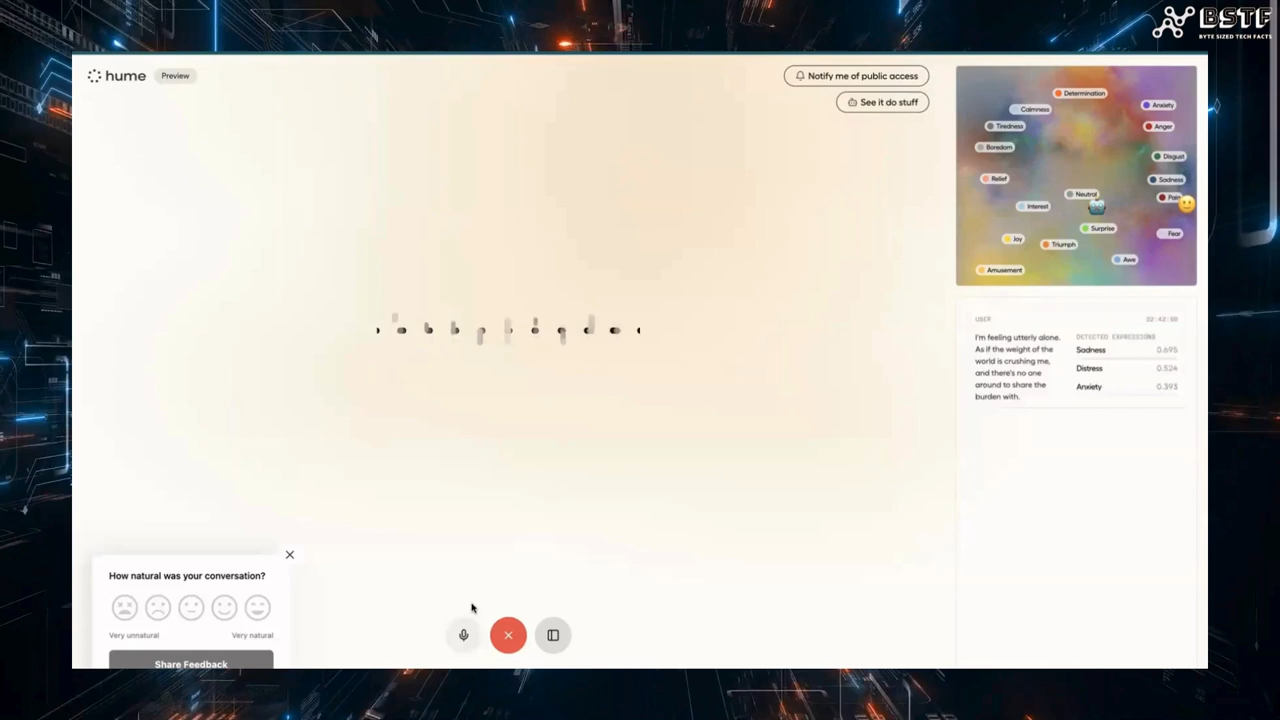 BSTF
BYTE SIZED TECH FACTS
hume
Preview
Notify me of public access
See it do stuff
Determination
Calmness
Anxiety
Tiredness
Anger
Boredom
Disgust
Relief
Sadness
Neutral
Pain
Interest
Surprise
Fear
Joy
Triumph
Awe
Amusement
USER
02:42:50
I'm feeling utterly alone.
As if the weight of the
world is crushing me,
and there's no one
around to share the
burden with.
DETECTED EXPRESSIONS
Sadness 0.695
Distress 0.524
Anxiety 0.393
How natural was your conversation?
Very unnatural
Very natural
Share Feedback